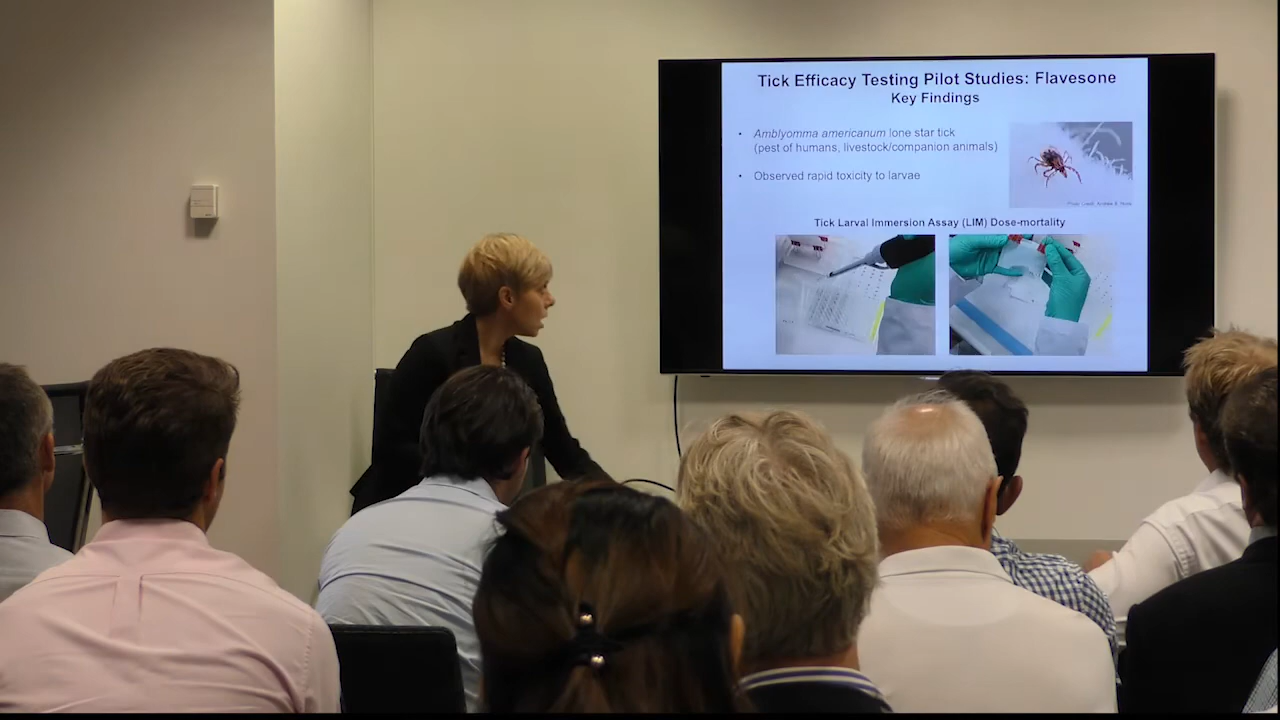 Tick Efficacy Testing Pilot Studies: Flavesone
Key Findings
• Amblyomma americanum lone star tick
(pest of humans, livestock/companion animals)
• Observed rapid toxicity to larvae
Tick Larval Immersion Assay (LIM) Dose-mortality